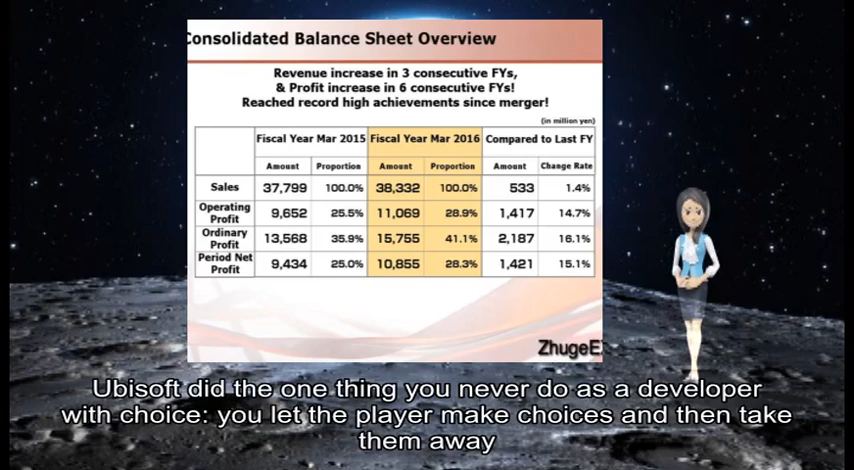 Consolidated Balance Sheet Overview
Revenue increase in 3 consecutive FYs,
& Profit increase in 6 consecutive FYs!
Reached record high achievements since merger!
(in million yen)
Fiscal Year Mar 2015 Fiscal Year Mar 2016 Compared to Last FY
Amount Proportion Amount Proportion Amount Change Rate
Sales 37,799 100.0% 38,332 100.0% 533 1.4%
Operating Profit 9,652 25.5% 11,069 28.9% 1,417 14.7%
Ordinary Profit 13,568 35.9% 15,755 41.1% 2,187 16.1%
Period Net Profit 9,434 25.0% 10,855 28.3% 1,421 15.1%
ZhugeE
Ubisoft did the one thing you never do as a developer
with choice: you let the player make choices and then take
them away